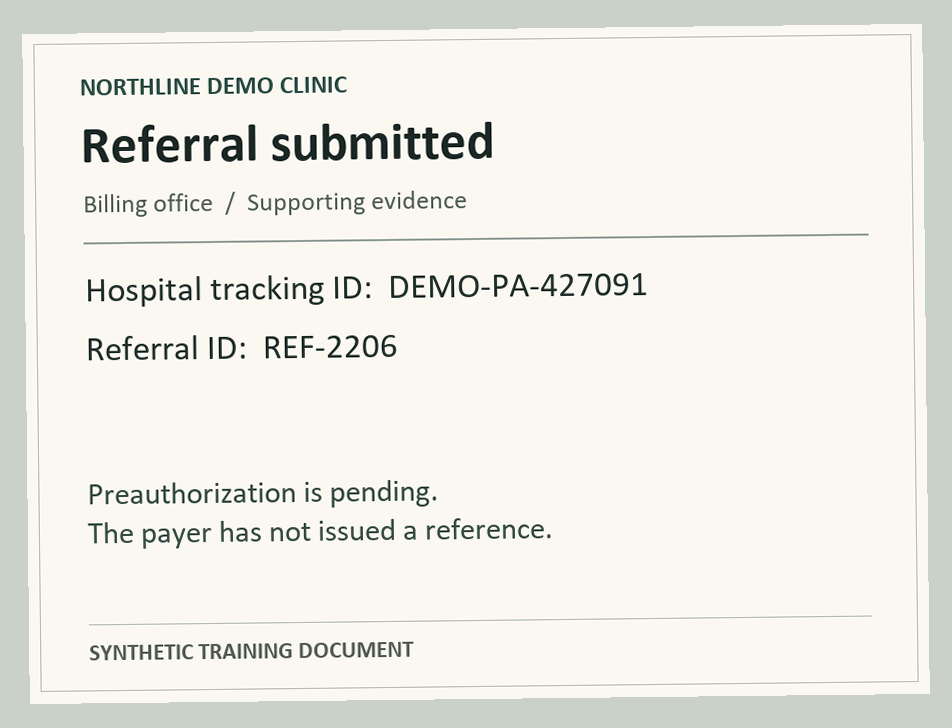 NORTHLINE DEMO CLINIC
Referral submitted
Billing office / Supporting evidence
Hospital tracking ID: DEMO-PA-427091
Referral ID: REF-2206
Preauthorization is pending.
The payer has not issued a reference.
SYNTHETIC TRAINING DOCUMENT